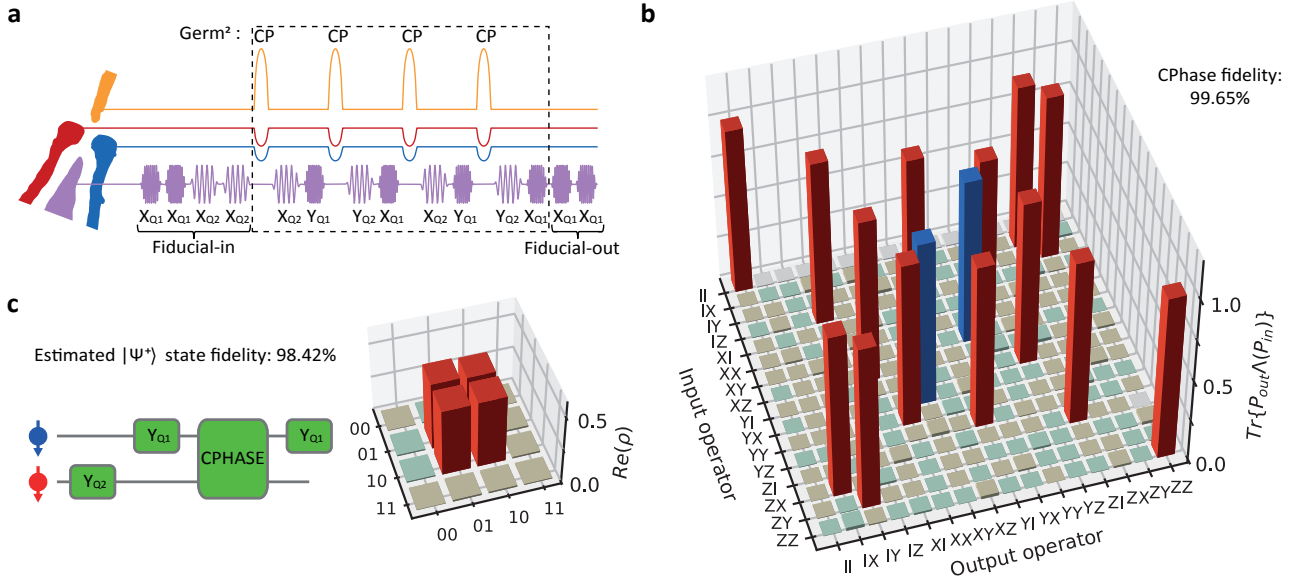 a
Germ² :
CP CP CP CP
X_Q1 X_Q1 X_Q2 X_Q2 X_Q2 Y_Q1 Y_Q2 X_Q1 X_Q2 Y_Q1 Y_Q2 X_Q1 X_Q1 X_Q1
Fiducial-in Fiducial-out
b
CPhase fidelity:
99.65%
1.0
0.5
0.0
Tr{P_outΛ(P_in)}
II
IX
IY
IZ
XI
XX
XY
XZ
YI
YX
YY
YZ
ZI
ZX
ZY
ZZ
Input operator
II IX IY IZ XI XX XY XZ YI YX YY YZ ZI ZX ZY ZZ
Output operator
c
Estimated |Ψ⁺⟩ state fidelity: 98.42%
Y_Q1 Y_Q1
CPHASE
Y_Q2
00
01
10
11
00 01 10 11
0.5
0.0
Re(ρ)